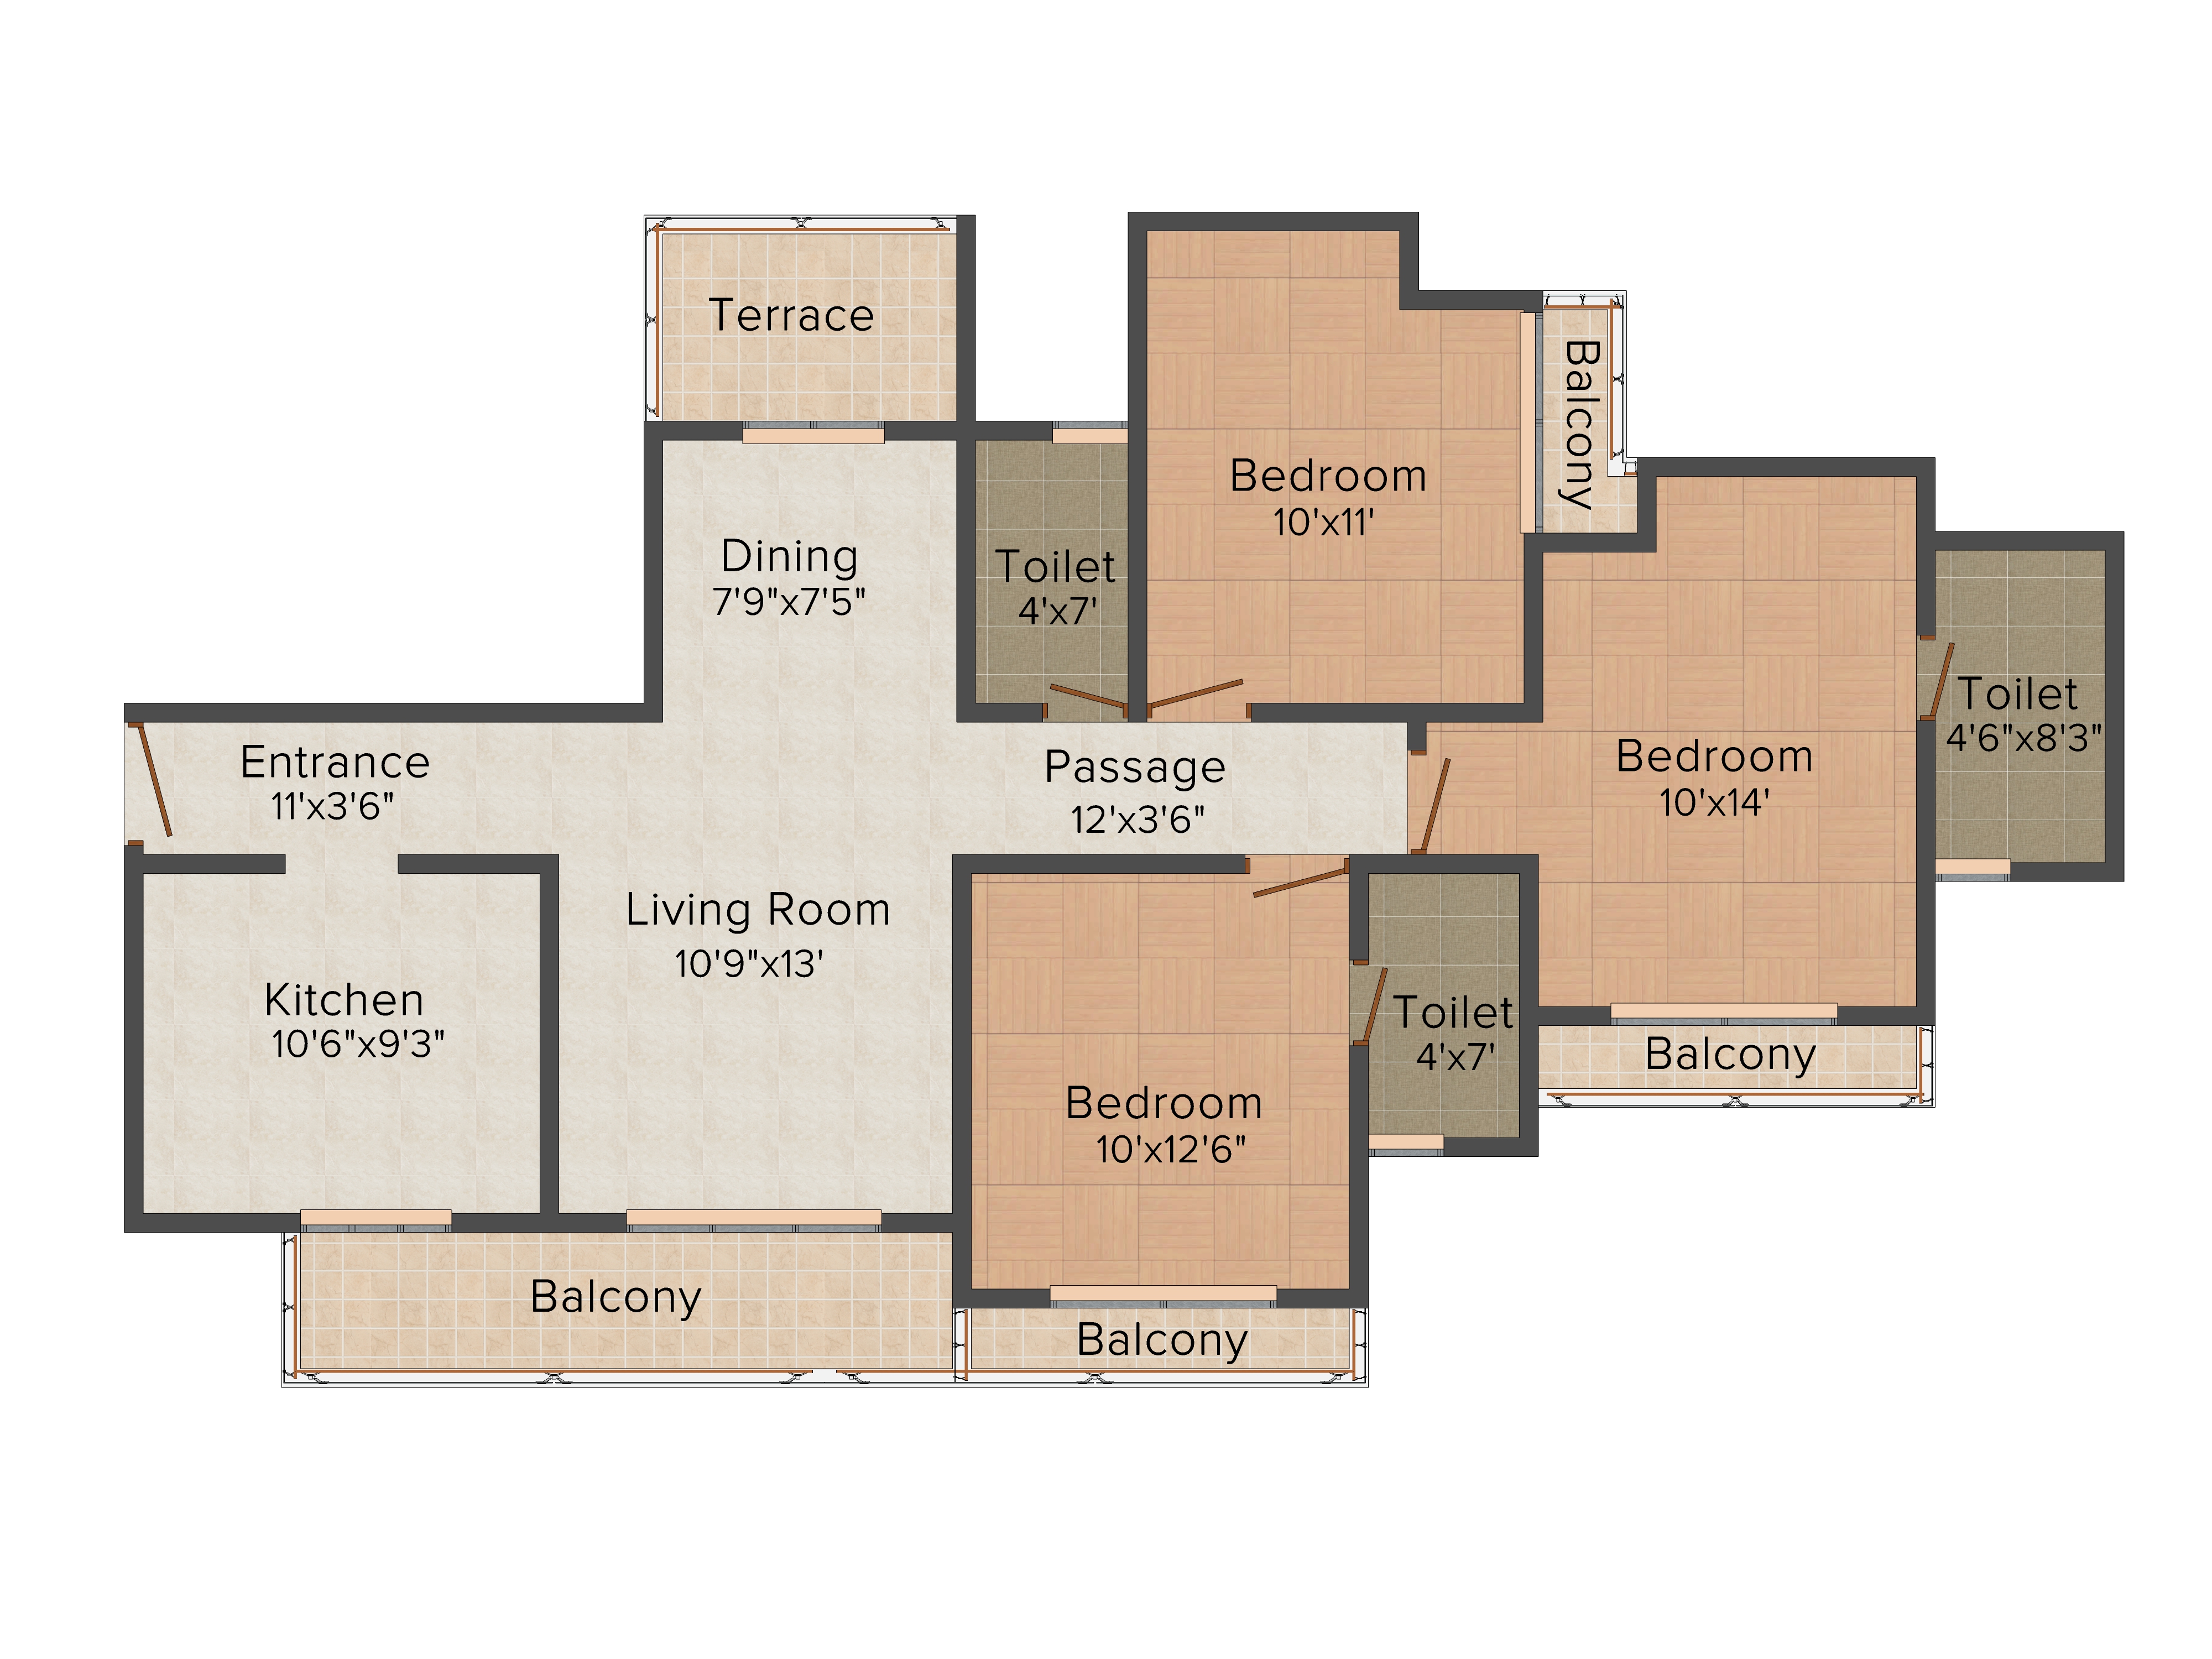 Terrace
Balcony
Bedroom
10'x11'
Dining
7'9"x7'5"
Toilet
4'x7'
Toilet
4'6"x8'3"
Entrance
11'x3'6"
Passage
12'x3'6"
Bedroom
10'x14'
Living Room
10'9"x13'
Kitchen
10'6"x9'3"
Toilet
4'x7'
Balcony
Bedroom
10'x12'6"
Balcony
Balcony